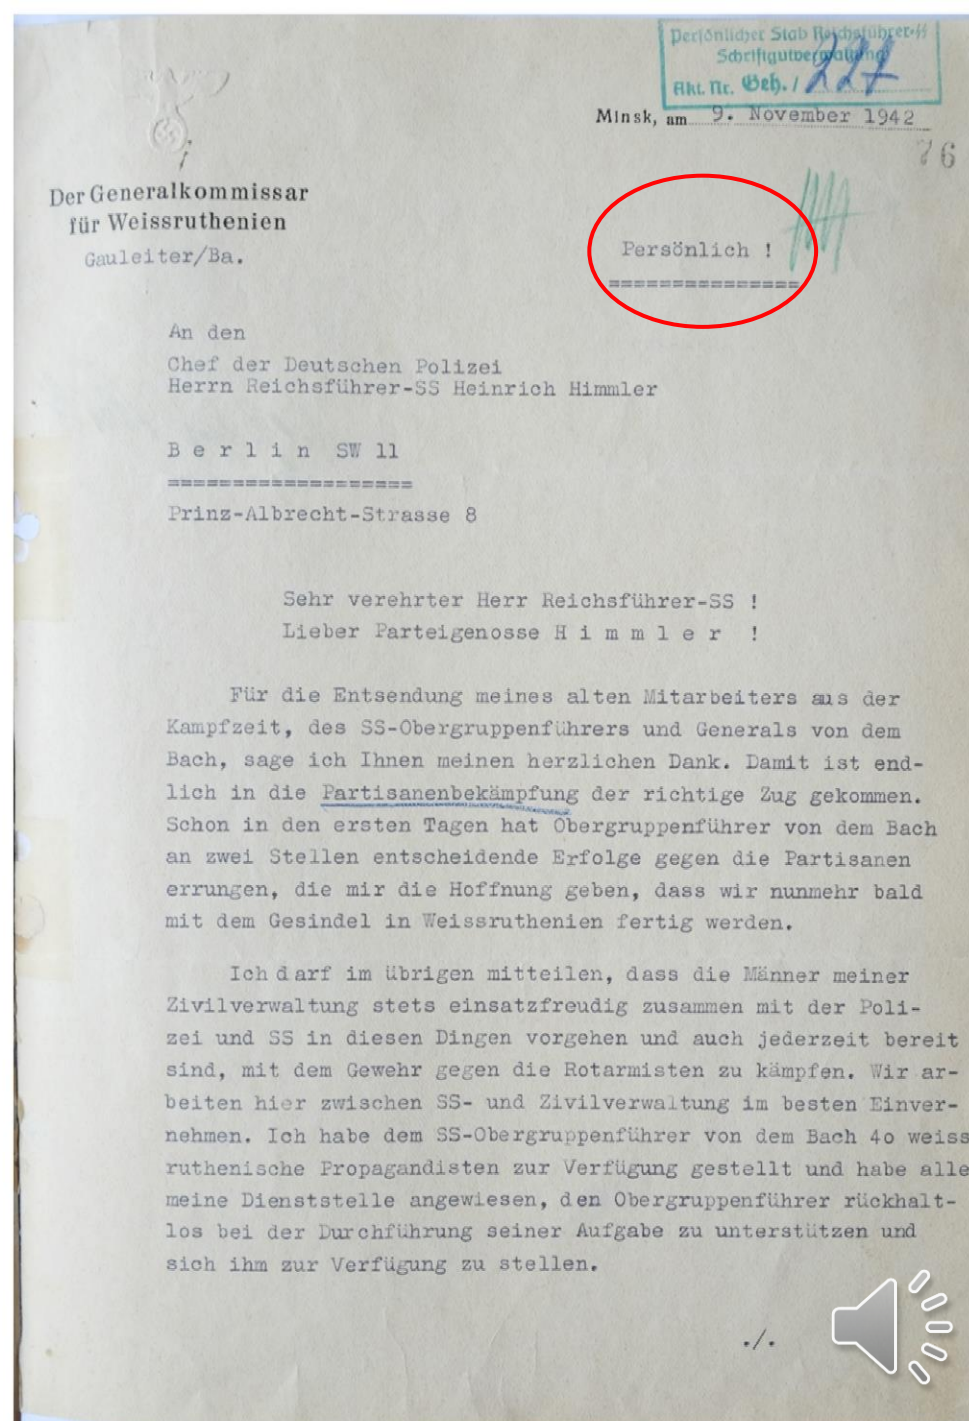 Persönlicher Stab Reichsführer-SS
Schriftgutverwaltung
Akt. Nr. Geh. / 227
Minsk, am 9. November 1942
76
Der Generalkommissar
für Weissruthenien
Gauleiter/Ba.
Persönlich !
===============
An den
Chef der Deutschen Polizei
Herrn Reichsführer-SS Heinrich Himmler
B e r l i n SW 11
===================
Prinz-Albrecht-Strasse 8
Sehr verehrter Herr Reichsführer-SS !
Lieber Parteigenosse H i m m l e r !
Für die Entsendung meines alten Mitarbeiters aus der
Kampfzeit, des SS-Obergruppenführers und Generals von dem
Bach, sage ich Ihnen meinen herzlichen Dank. Damit ist end-
lich in die Partisanenbekämpfung der richtige Zug gekommen.
Schon in den ersten Tagen hat Obergruppenführer von dem Bach
an zwei Stellen entscheidende Erfolge gegen die Partisanen
errungen, die mir die Hoffnung geben, dass wir nunmehr bald
mit dem Gesindel in Weissruthenien fertig werden.
Ich darf im übrigen mitteilen, dass die Männer meiner
Zivilverwaltung stets einsatzfreudig zusammen mit der Poli-
zei und SS in diesen Dingen vorgehen und auch jederzeit bereit
sind, mit dem Gewehr gegen die Rotarmisten zu kämpfen. Wir ar-
beiten hier zwischen SS- und Zivilverwaltung im besten Einver-
nehmen. Ich habe dem SS-Obergruppenführer von dem Bach 4o weiss
ruthenische Propagandisten zur Verfügung gestellt und habe alle
meine Dienststelle angewiesen, den Obergruppenführer rückhalt-
los bei der Durchführung seiner Aufgabe zu unterstützen und
sich ihm zur Verfügung zu stellen.
./.